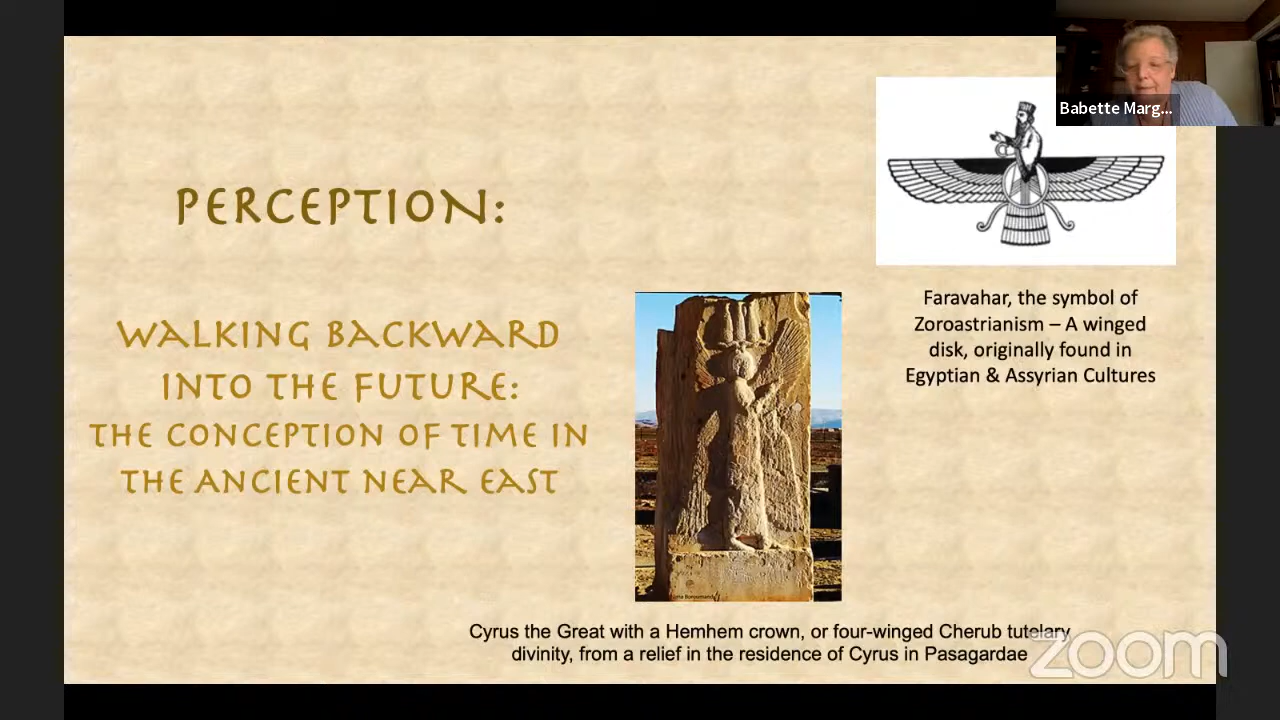 PERCEPTION:
WALKING BACKWARD
INTO THE FUTURE:
THE CONCEPTION OF TIME IN
THE ANCIENT NEAR EAST
Babette Marg...
Faravahar, the symbol of
Zoroastrianism – A winged
disk, originally found in
Egyptian & Assyrian Cultures
Cyrus the Great with a Hemhem crown, or four-winged Cherub tutelary
divinity, from a relief in the residence of Cyrus in Pasagardae
zoom